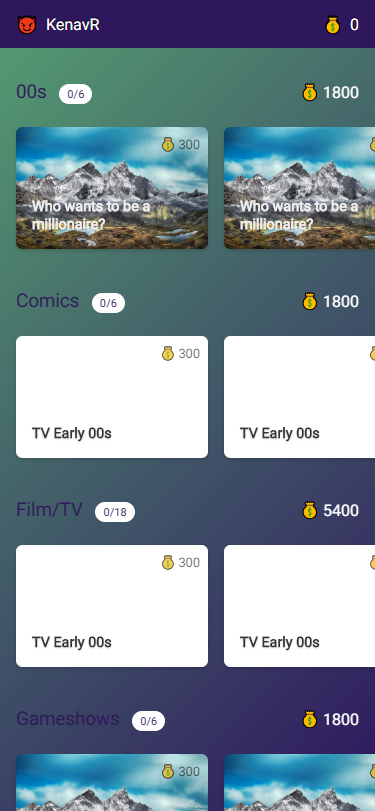 KenavR 0
00s 0/6 1800
300
Who wants to be a
millionaire?
Who wants to be a
millionaire?
Comics 0/6 1800
300
TV Early 00s
TV Early 00s
Film/TV 0/18 5400
300
TV Early 00s
TV Early 00s
Gameshows 0/6 1800
300